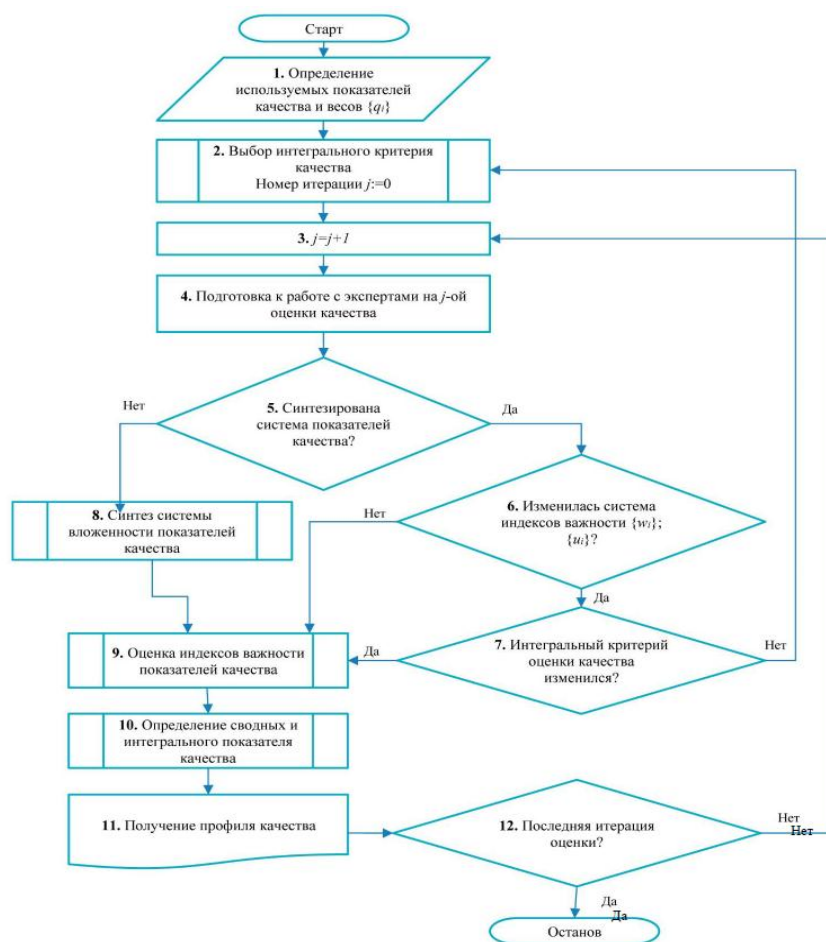 Старт
1. Определение
используемых показателей
качества и весов {qᵢ}
2. Выбор интегрального критерия
качества
Номер итерации j:=0
3. j=j+1
4. Подготовка к работе с экспертами на j-ой
оценки качества
Нет
5. Синтезирована
система показателей
качества?
Да
8. Синтез системы
вложенности показателей
качества
Нет
6. Изменилась система
индексов важности {wᵢ};
{uᵢ}?
Да
9. Оценка индексов важности
показателей качества
Да
7. Интегральный критерий
оценки качества
изменился?
Нет
10. Определение сводных и
интегрального показателя
качества
11. Получение профиля качества
12. Последняя итерация
оценки?
Нет
Нет
Да
Да
Останов